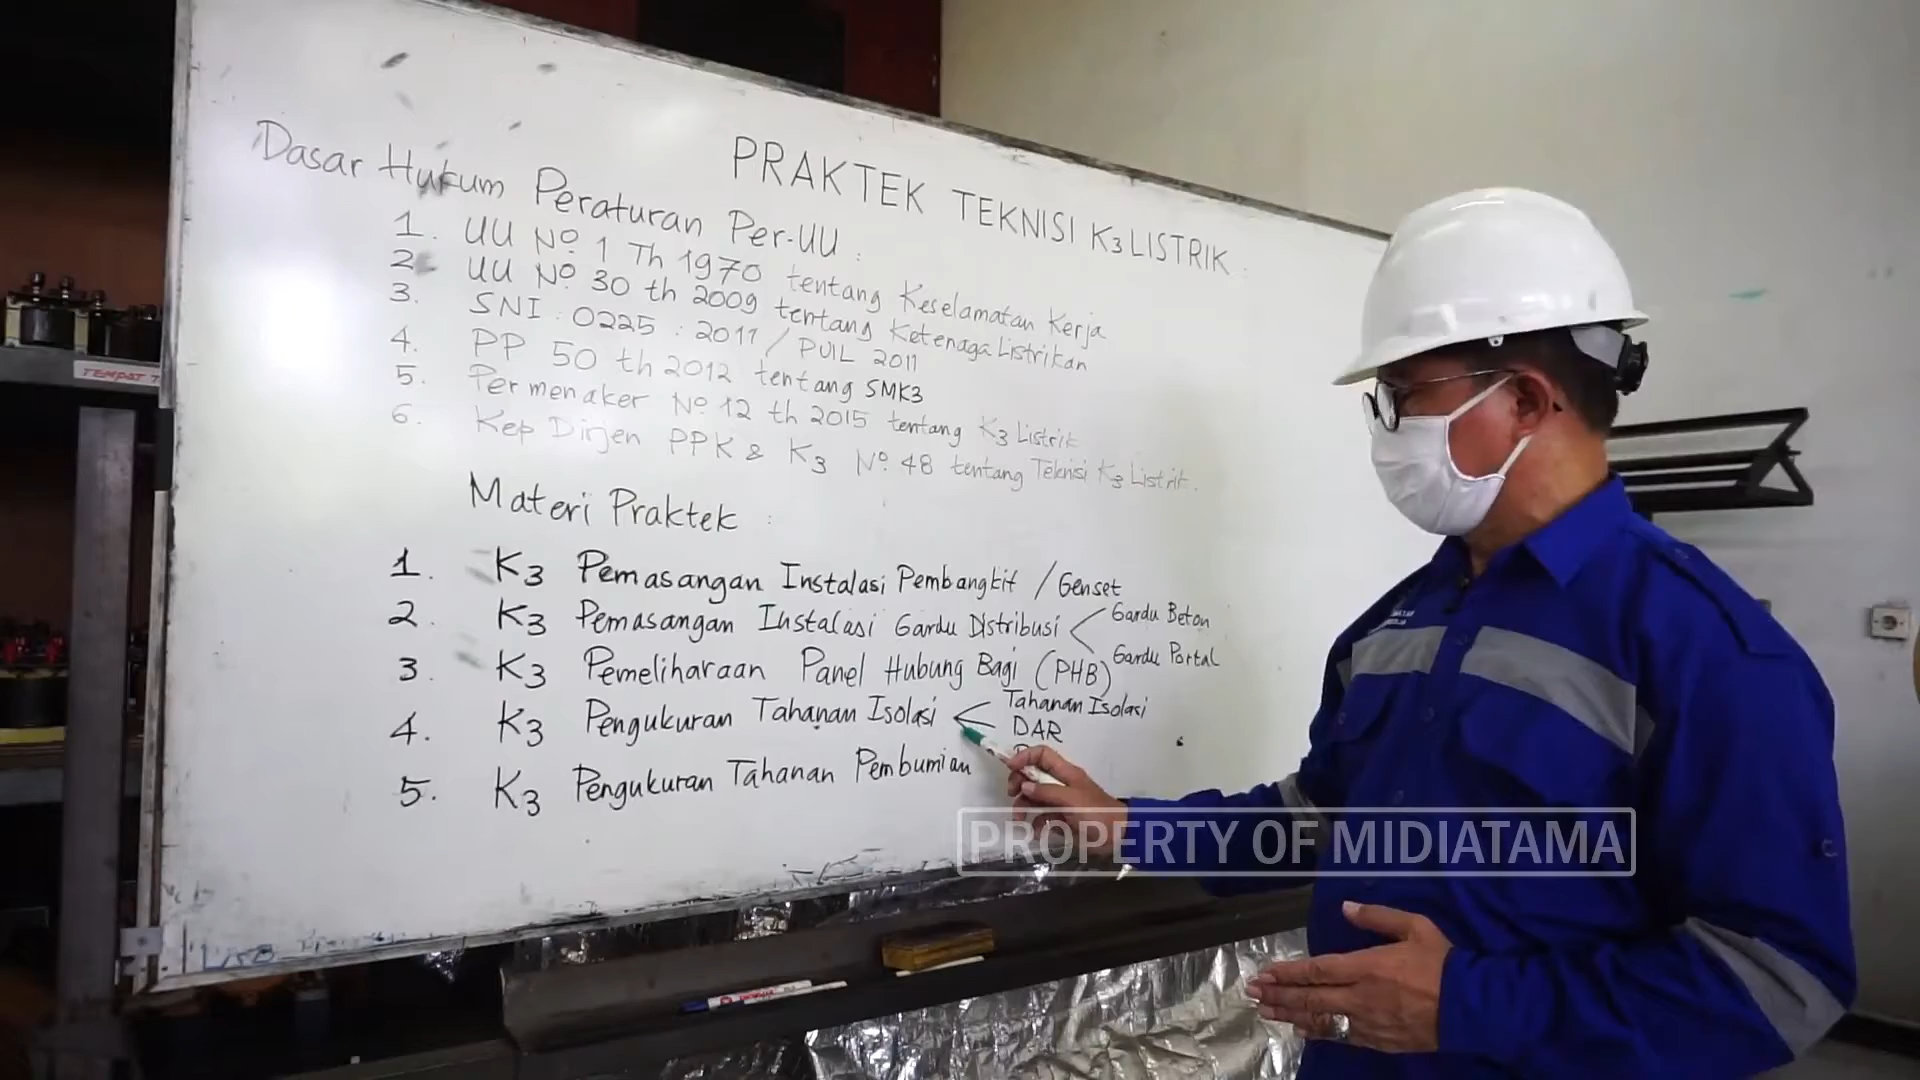 PRAKTEK TEKNISI K3 LISTRIK :
Dasar Hukum Peraturan Per-UU :
1. UU No 1 Th 1970 tentang Keselamatan Kerja
2. UU No 30 th 2009 tentang Ketenaga Listrikan
3. SNI : 0225 : 2011 / PUIL 2011
4. PP 50 th 2012 tentang SMK3
5. Permenaker No 12 th 2015 tentang K3 Listrik
6. Kep Dirjen PPK & K3 No. 48 tentang Teknisi K3 Listrik.
Materi Praktek :
1. K3 Pemasangan Instalasi Pembangkit / Genset
2. K3 Pemasangan Instalasi Gardu Distribusi < Gardu Beton
Gardu Portal
3. K3 Pemeliharaan Panel Hubung Bagi (PHB)
4. K3 Pengukuran Tahanan Isolasi < Tahanan Isolasi
DAR
5. K3 Pengukuran Tahanan Pembumian
TEMPAT
PROPERTY OF MIDIATAMA